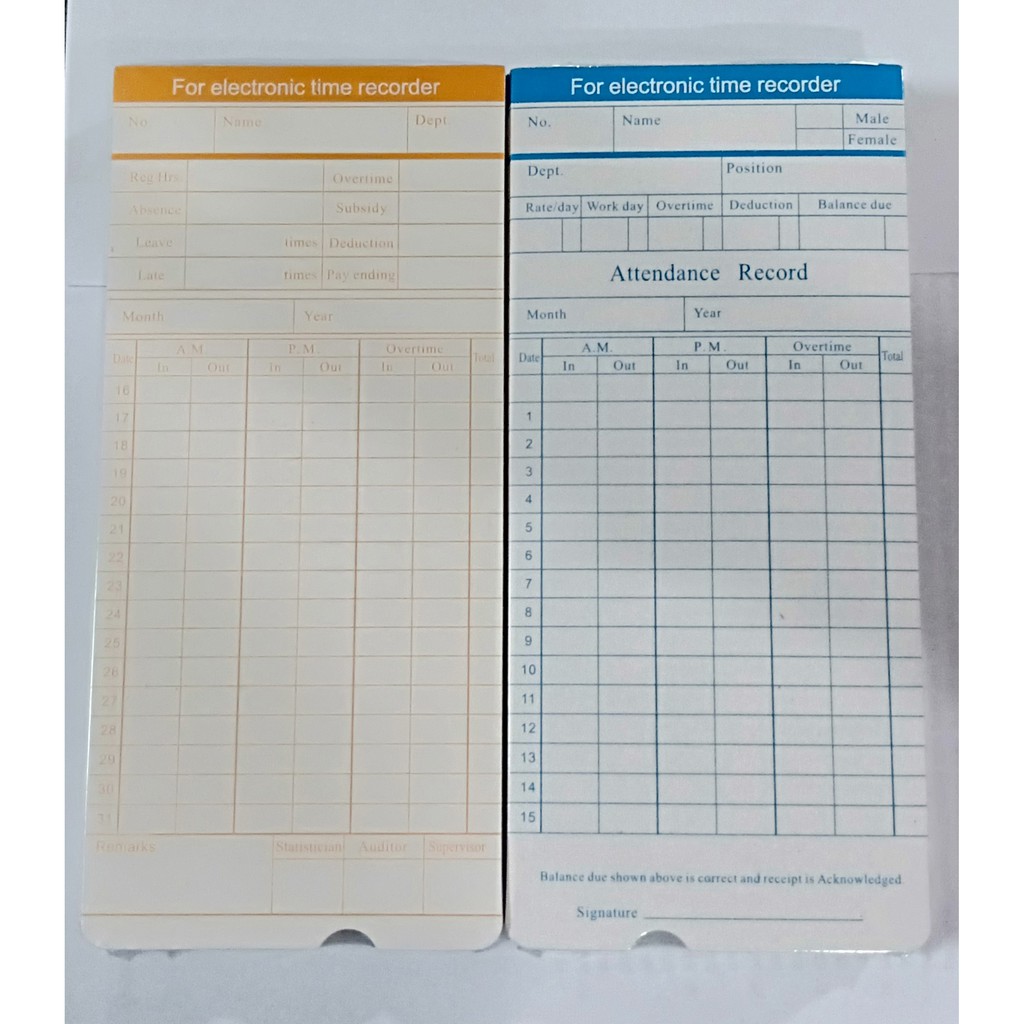 For electronic time recorder
No. Name Dept.
Reg Hrs. Overtime
Absence Subsidy
Leave times Deduction
Late times Pay ending
Month Year
Date A.M. P.M. Overtime Total
In Out In Out In Out
16
17
18
19
20
21
22
23
24
25
26
27
28
29
30
31
Remarks Statistician Auditor Supervisor
For electronic time recorder
No. Name Male
Female
Dept. Position
Rate/day Work day Overtime Deduction Balance due
Attendance Record
Month Year
Date A.M. P.M. Overtime Total
In Out In Out In Out
1
2
3
4
5
6
7
8
9
10
11
12
13
14
15
Balance due shown above is correct and receipt is Acknowledged.
Signature